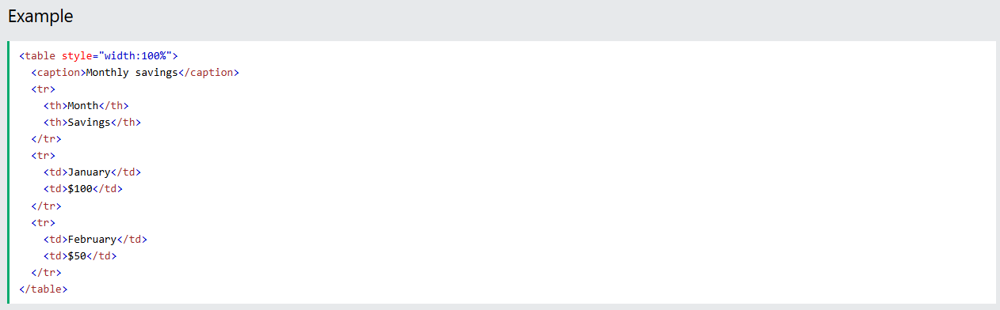 Example
<table style="width:100%">
  <caption>Monthly savings</caption>
  <tr>
    <th>Month</th>
    <th>Savings</th>
  </tr>
  <tr>
    <td>January</td>
    <td>$100</td>
  </tr>
  <tr>
    <td>February</td>
    <td>$50</td>
  </tr>
</table>